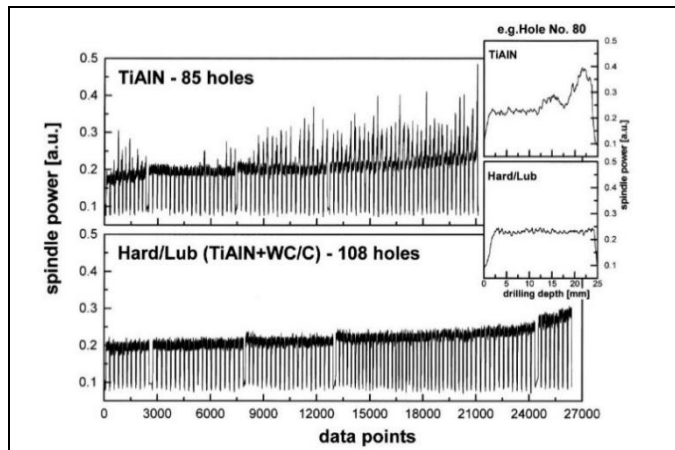 e.g.Hole No. 80
TiAlN - 85 holes
0.5
0.4
0.3
0.2
0.1
TiAlN
0.5
0.4
0.3
0.2
0.1
Hard/Lub
0.5
0.4
0.3
0.2
0.1
spindle power [a.u.]
0 5 10 15 20 25
drilling depth [mm]
spindle power [a.u.]
Hard/Lub (TiAlN+WC/C) - 108 holes
0.5
0.4
0.3
0.2
0.1
0 3000 6000 9000 12000 15000 18000 21000 24000 27000
data points